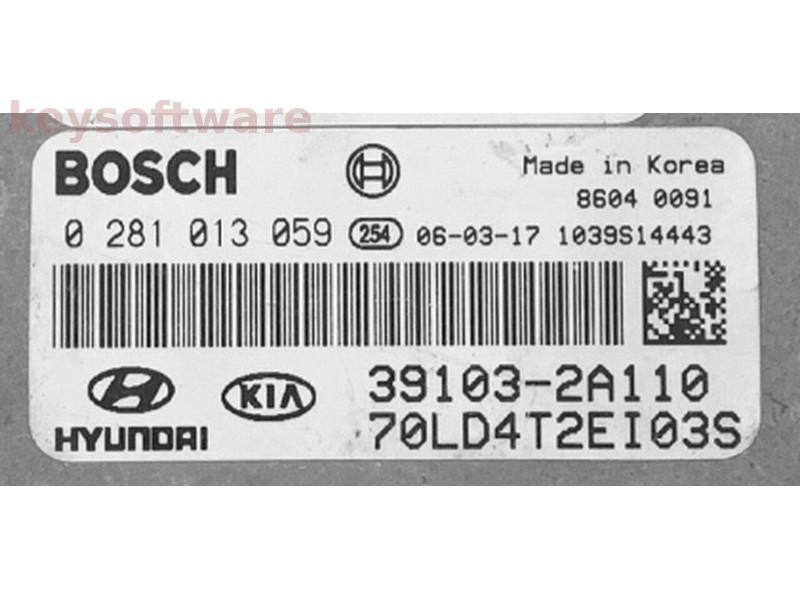 keysoftware
BOSCH
Made in Korea
8604 0091
0 281 013 059 254 06-03-17 1039S14443
HYUNDAI
KIA
39103-2A110
70LD4T2EI03S